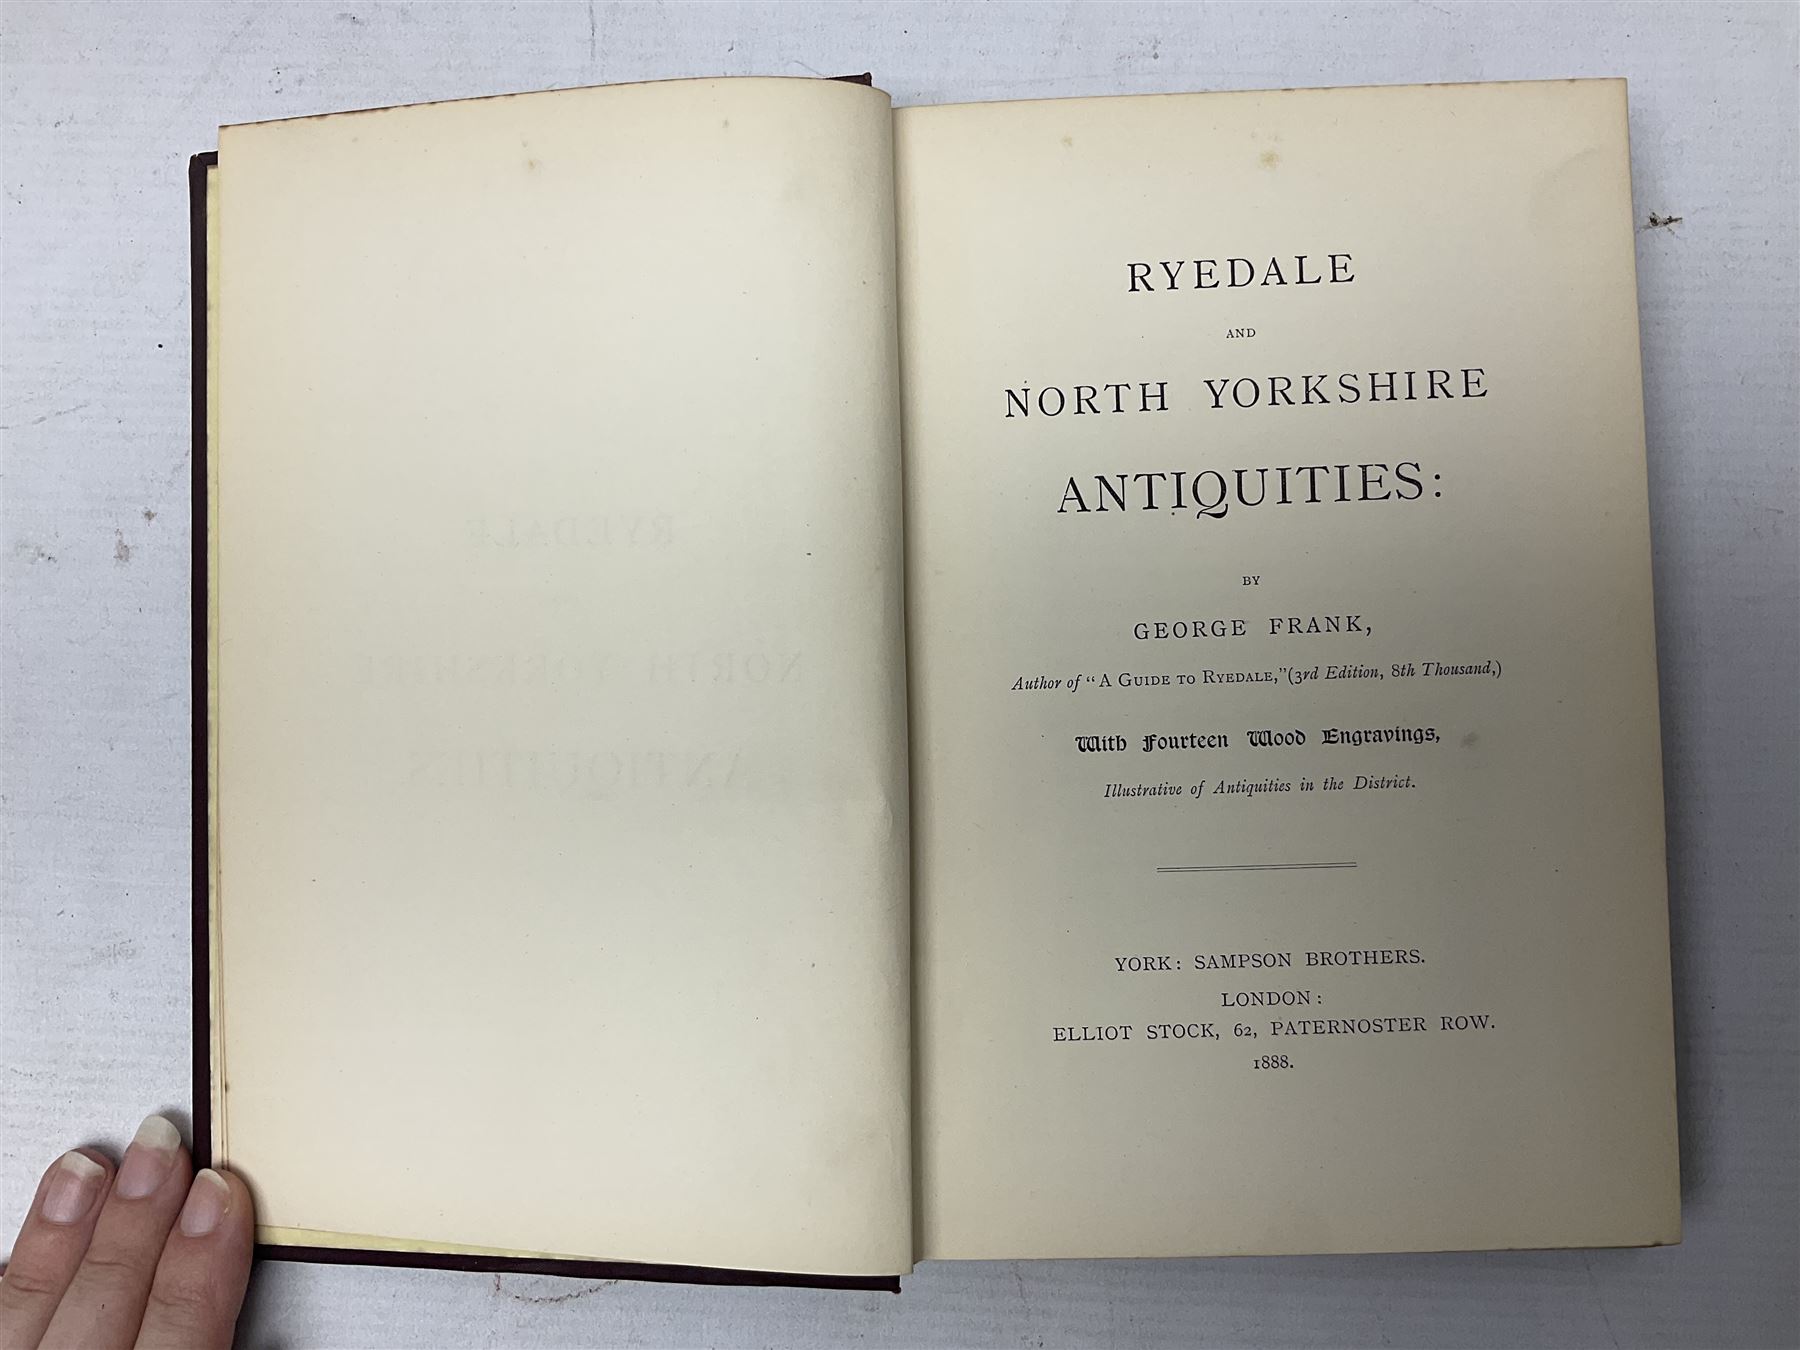 RYEDALE
AND
NORTH YORKSHIRE
ANTIQUITIES:
BY
GEORGE FRANK,
Author of "A GUIDE TO RYEDALE,"(3rd Edition, 8th Thousand,)
With Fourteen Wood Engravings,
Illustrative of Antiquities in the District.
YORK: SAMPSON BROTHERS.
LONDON:
ELLIOT STOCK, 62, PATERNOSTER ROW.
1888.